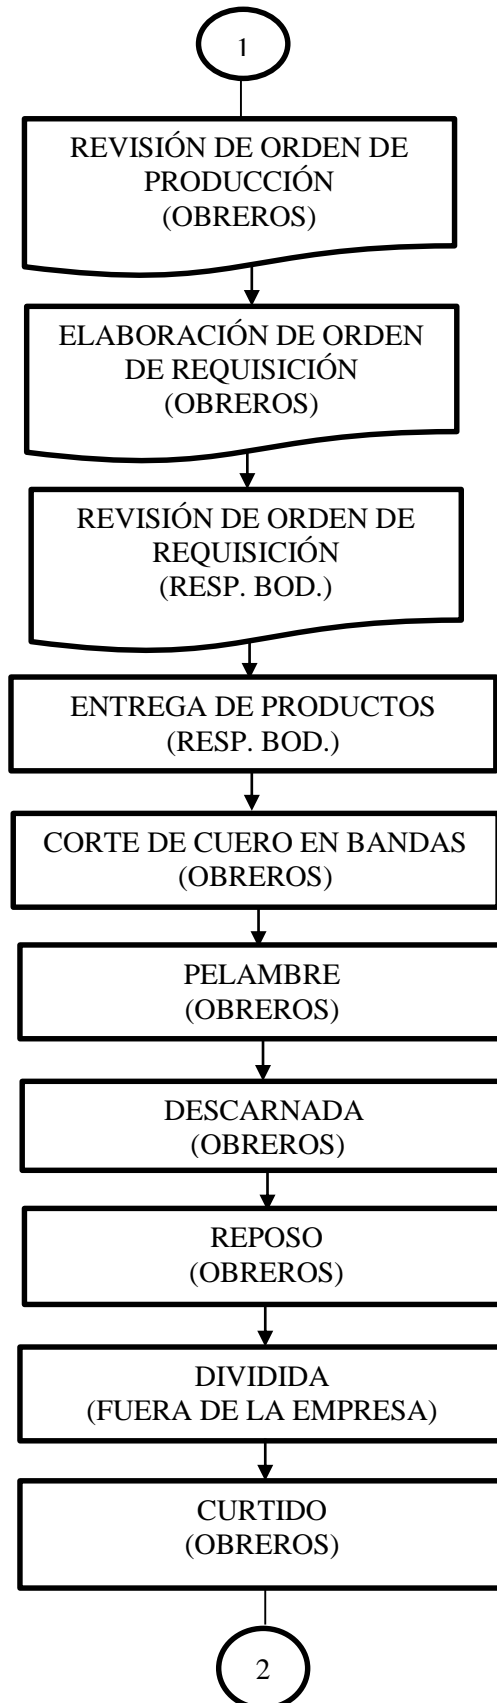 1
REVISIÓN DE ORDEN DE
PRODUCCIÓN
(OBREROS)
ELABORACIÓN DE ORDEN
DE REQUISICIÓN
(OBREROS)
REVISIÓN DE ORDEN DE
REQUISICIÓN
(RESP. BOD.)
ENTREGA DE PRODUCTOS
(RESP. BOD.)
CORTE DE CUERO EN BANDAS
(OBREROS)
PELAMBRE
(OBREROS)
DESCARNADA
(OBREROS)
REPOSO
(OBREROS)
DIVIDIDA
(FUERA DE LA EMPRESA)
CURTIDO
(OBREROS)
2